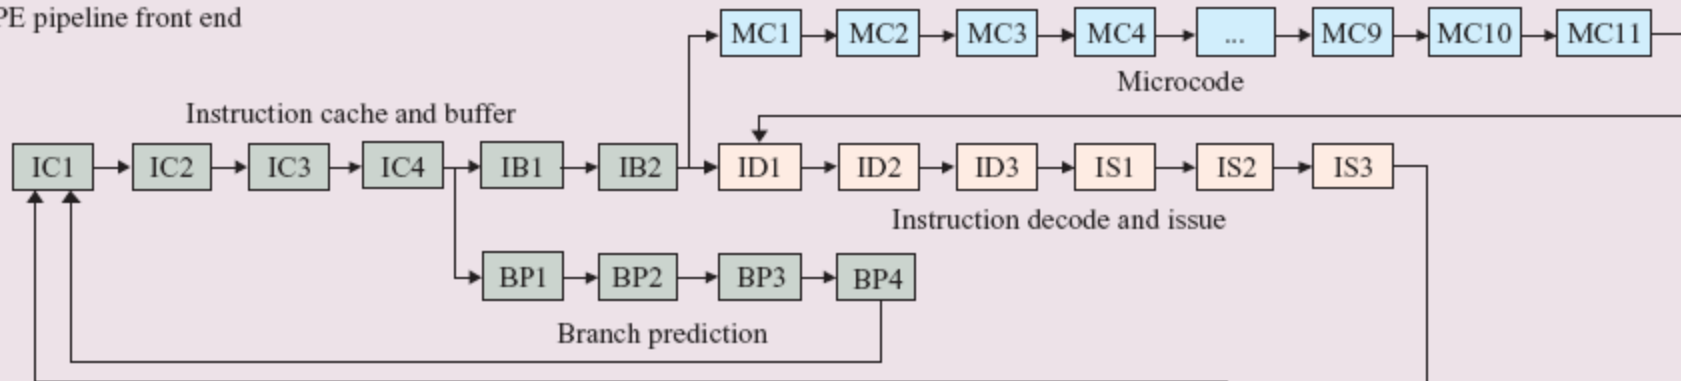 PE pipeline front end
MC1 MC2 MC3 MC4 ... MC9 MC10 MC11
Microcode
Instruction cache and buffer
IC1 IC2 IC3 IC4 IB1 IB2 ID1 ID2 ID3 IS1 IS2 IS3
Instruction decode and issue
BP1 BP2 BP3 BP4
Branch prediction